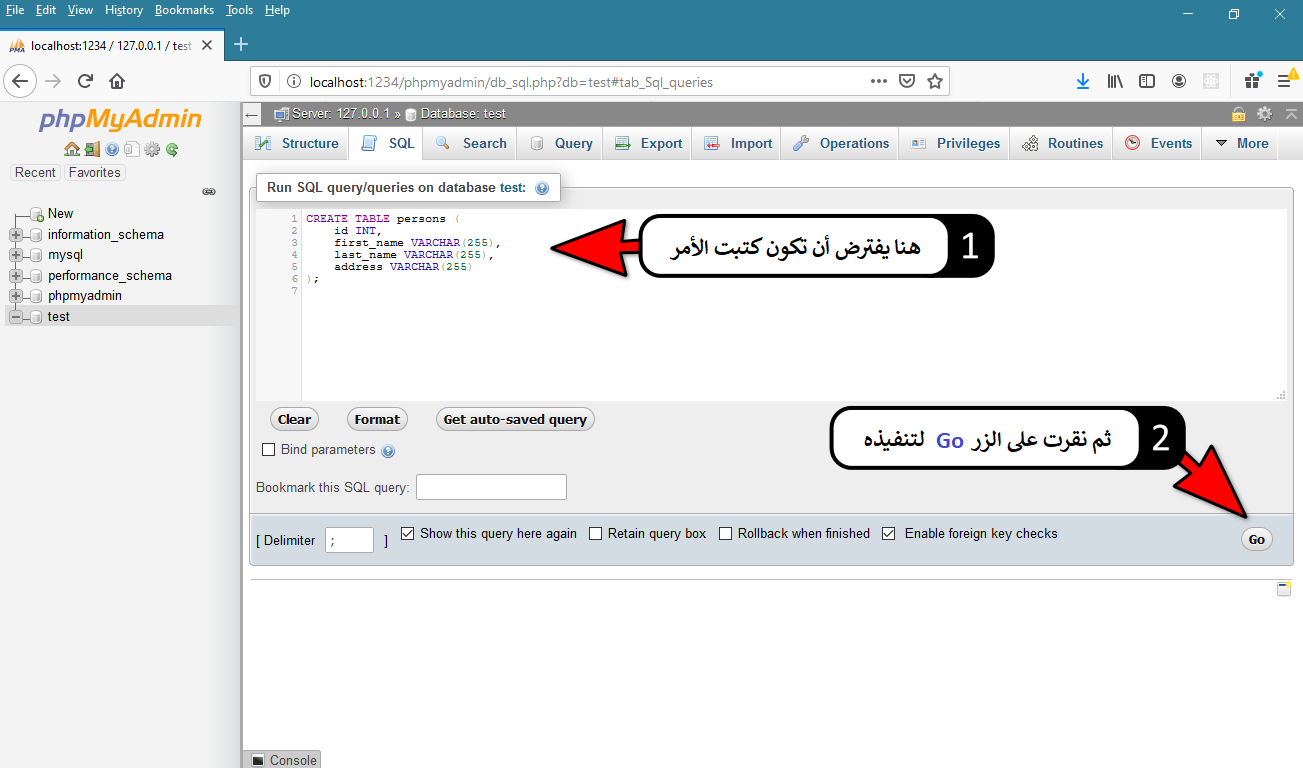 File Edit View History Bookmarks Tools Help
localhost:1234 / 127.0.0.1 / test
localhost:1234/phpmyadmin/db_sql.php?db=test#tab_Sql_queries
phpMyAdmin
Recent Favorites
New
information_schema
mysql
performance_schema
phpmyadmin
test
Server: 127.0.0.1 » Database: test
Structure SQL Search Query Export Import Operations Privileges Routines Events More
Run SQL query/queries on database test:
1 CREATE TABLE persons (
2 id INT,
3 first_name VARCHAR(255),
4 last_name VARCHAR(255),
5 address VARCHAR(255)
6 );
7
1 هنا يفترض أن تكون كتبت الأمر
Clear Format Get auto-saved query
2 ثم نقرت على الزر Go لتنفيذه
Bind parameters
Bookmark this SQL query:
[ Delimiter ; ] Show this query here again Retain query box Rollback when finished Enable foreign key checks Go
Console